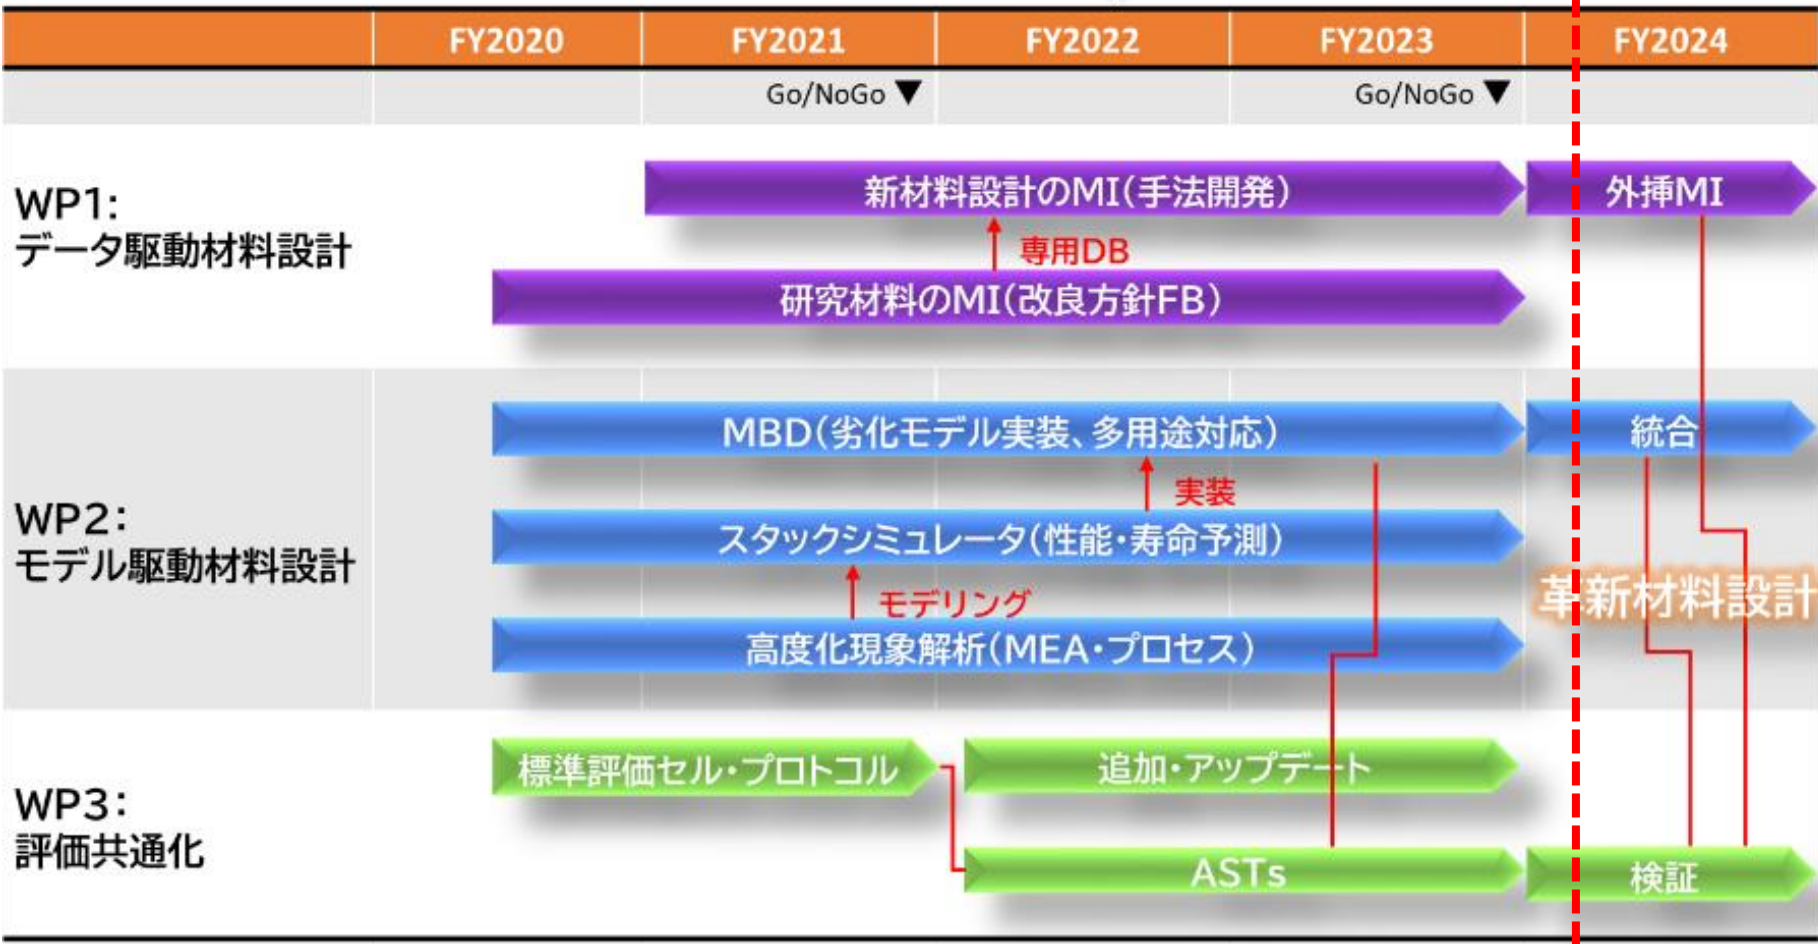 FY2020 FY2021 FY2022 FY2023 FY2024
Go/NoGo ▼ Go/NoGo ▼
WP1:
データ駆動材料設計
新材料設計のMI(手法開発)
外挿MI
専用DB
研究材料のMI(改良方針FB)
WP2:
モデル駆動材料設計
MBD(劣化モデル実装、多用途対応)
統合
実装
スタックシミュレータ(性能・寿命予測)
モデリング
高度化現象解析(MEA・プロセス)
革新材料設計
WP3:
評価共通化
標準評価セル・プロトコル
追加・アップデート
ASTs
検証